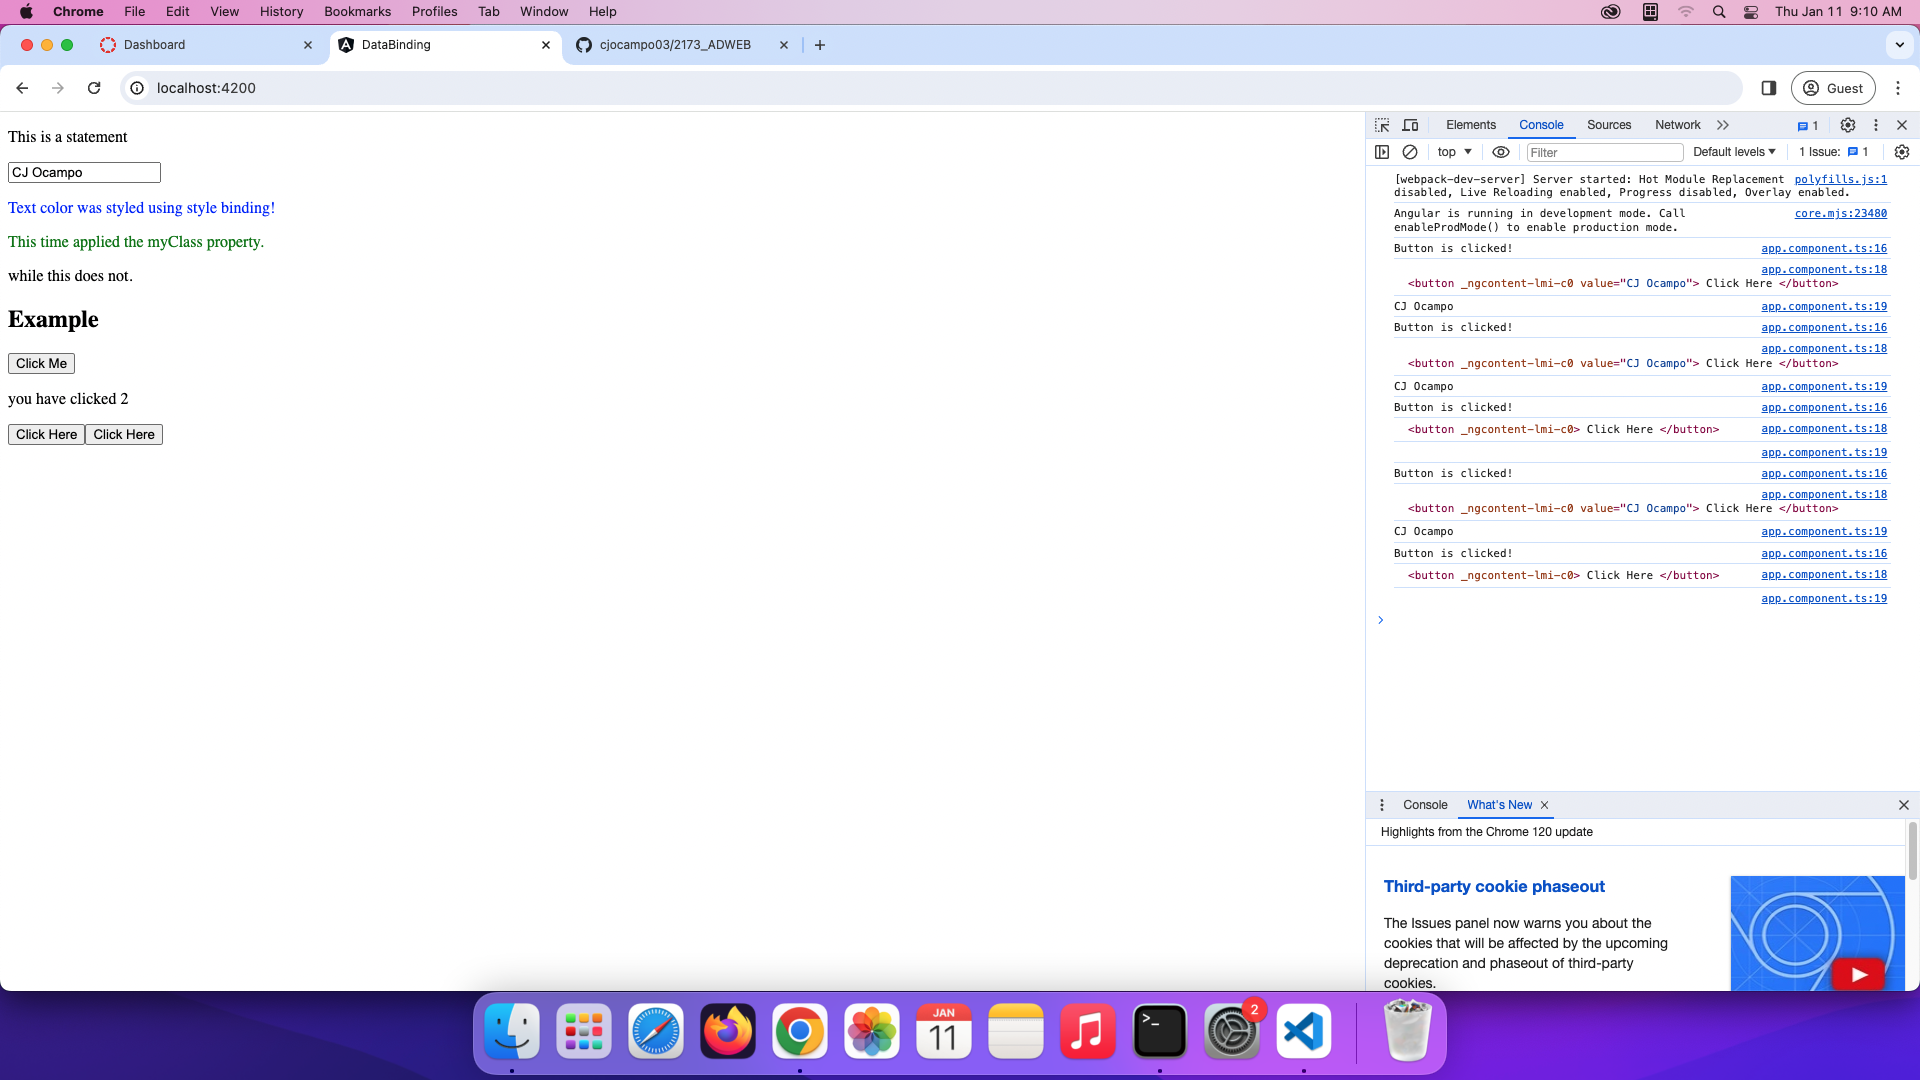 Chrome File Edit View History Bookmarks Profiles Tab Window Help Thu Jan 11 9:10 AM
Dashboard DataBinding cjocampo03/2173_ADWEB
localhost:4200 Guest
This is a statement
CJ Ocampo
Text color was styled using style binding!
This time applied the myClass property.
while this does not.
Example
Click Me
you have clicked 2
Click Here Click Here
Elements Console Sources Network 1
top Filter Default levels 1 Issue: 1
[webpack-dev-server] Server started: Hot Module Replacement polyfills.js:1
disabled, Live Reloading enabled, Progress disabled, Overlay enabled.
Angular is running in development mode. Call core.mjs:23480
enableProdMode() to enable production mode.
Button is clicked! app.component.ts:16
app.component.ts:18
<button _ngcontent-lmi-c0 value="CJ Ocampo"> Click Here </button>
CJ Ocampo app.component.ts:19
Button is clicked! app.component.ts:16
app.component.ts:18
<button _ngcontent-lmi-c0 value="CJ Ocampo"> Click Here </button>
CJ Ocampo app.component.ts:19
Button is clicked! app.component.ts:16
<button _ngcontent-lmi-c0> Click Here </button> app.component.ts:18
app.component.ts:19
Button is clicked! app.component.ts:16
app.component.ts:18
<button _ngcontent-lmi-c0 value="CJ Ocampo"> Click Here </button>
CJ Ocampo app.component.ts:19
Button is clicked! app.component.ts:16
<button _ngcontent-lmi-c0> Click Here </button> app.component.ts:18
app.component.ts:19
Console What's New
Highlights from the Chrome 120 update
Third-party cookie phaseout
The Issues panel now warns you about the
cookies that will be affected by the upcoming
deprecation and phaseout of third-party
cookies.
JAN
11
2